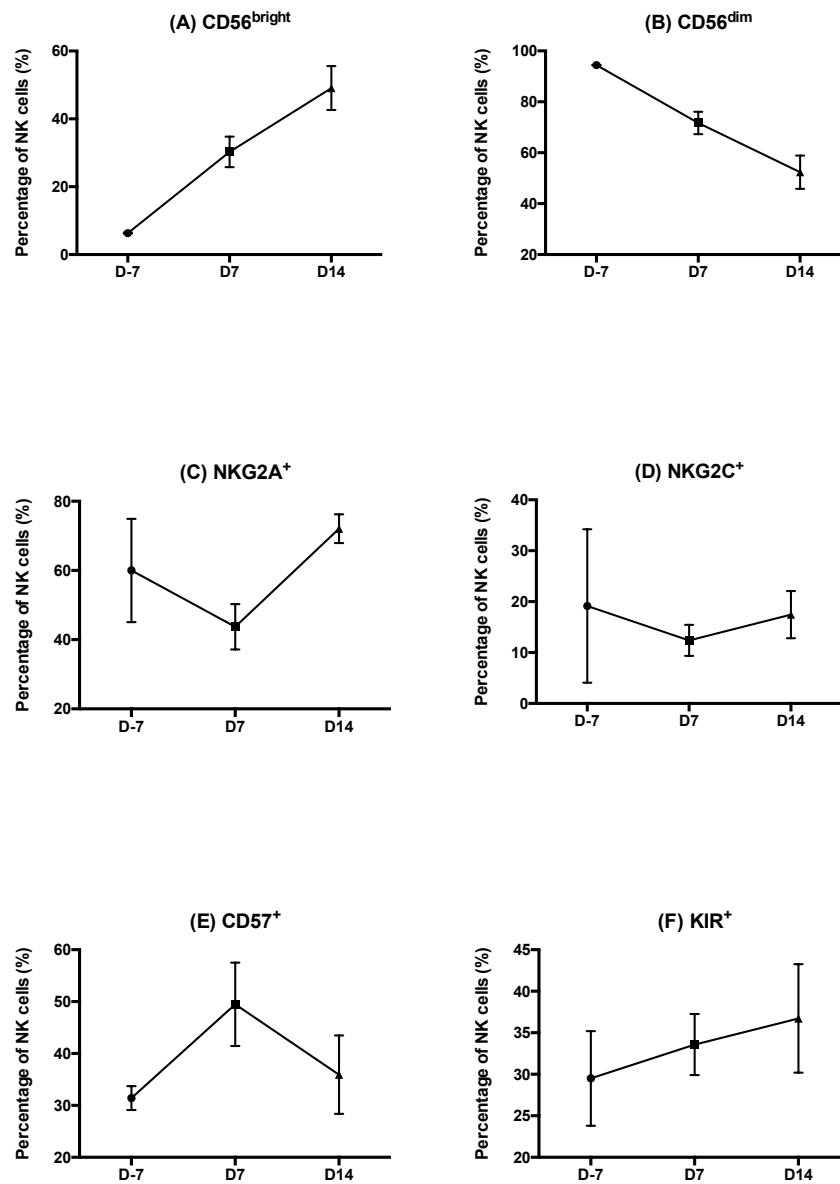 (A) CD56bright
Percentage of NK cells (%)
60
40
20
0
D-7 D7 D14
(B) CD56dim
Percentage of NK cells (%)
100
80
60
40
20
D-7 D7 D14
(C) NKG2A+
Percentage of NK cells (%)
80
60
40
20
D-7 D7 D14
(D) NKG2C+
Percentage of NK cells (%)
40
30
20
10
0
D-7 D7 D14
(E) CD57+
Percentage of NK cells (%)
60
50
40
30
20
D-7 D7 D14
(F) KIR+
Percentage of NK cells (%)
45
40
35
30
25
20
D-7 D7 D14